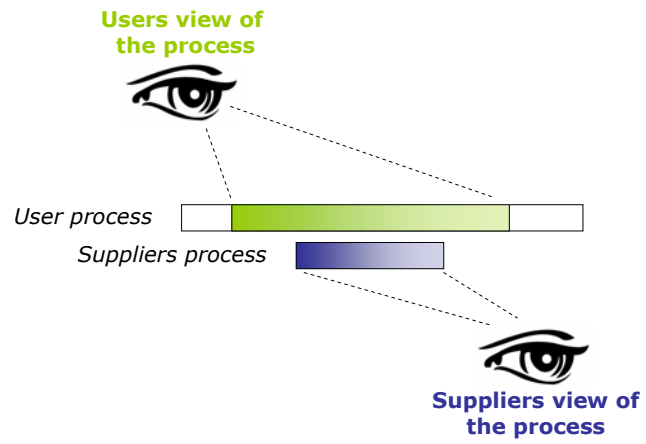 Users view of
the process
User process
Suppliers process
Suppliers view of
the process